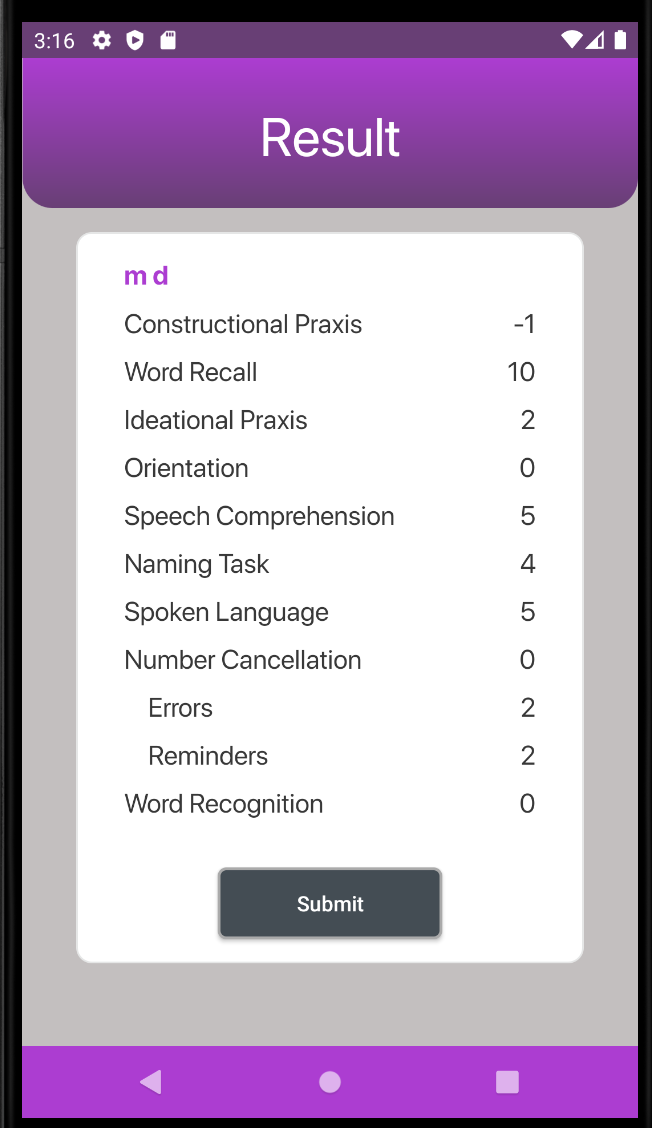 3:16
Result
m d
Constructional Praxis -1
Word Recall 10
Ideational Praxis 2
Orientation 0
Speech Comprehension 5
Naming Task 4
Spoken Language 5
Number Cancellation 0
Errors 2
Reminders 2
Word Recognition 0
Submit